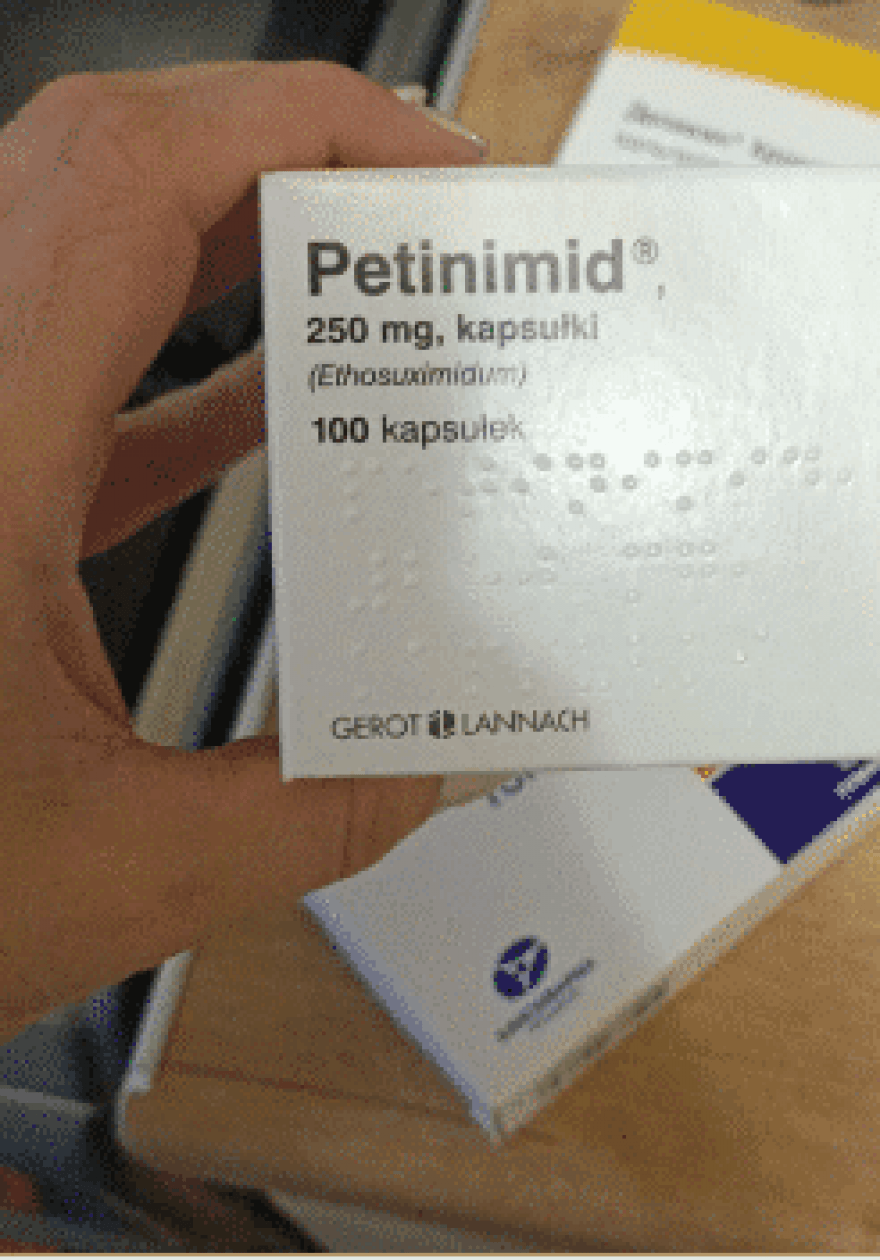 Petinimid®,
250 mg, kapsułki
(Ethosuximidum)
100 kapsułek
GEROT LANNACH